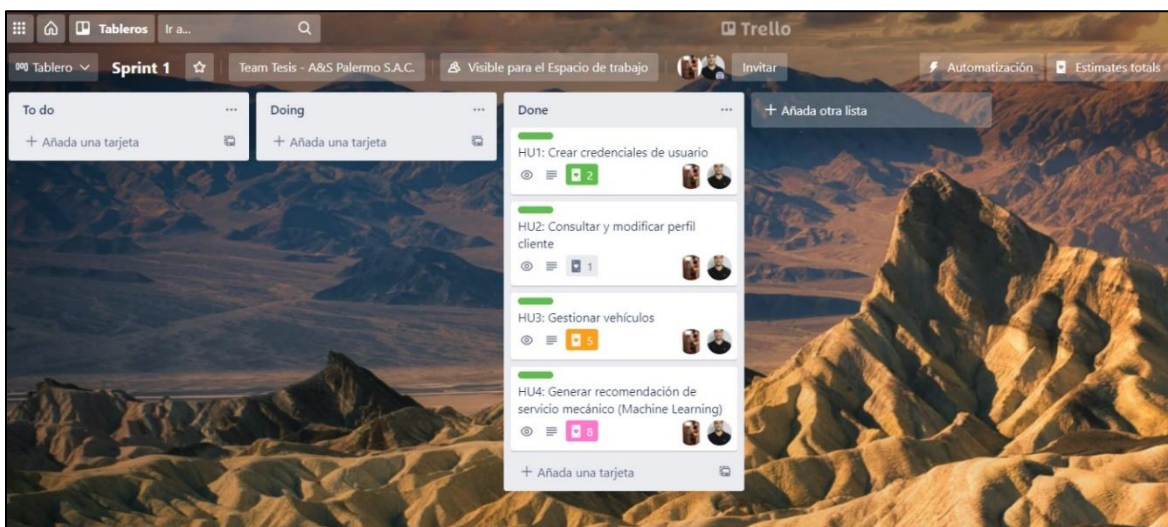 Tableros Ir a...
Trello
Tablero Sprint 1 Team Tesis - A&S Palermo S.A.C. Visible para el Espacio de trabajo Invitar Automatización Estimates totals
To do
+ Añada una tarjeta
Doing
+ Añada una tarjeta
Done
HU1: Crear credenciales de usuario
2
HU2: Consultar y modificar perfil
cliente
1
HU3: Gestionar vehículos
5
HU4: Generar recomendación de
servicio mecánico (Machine Learning)
8
+ Añada una tarjeta
+ Añada otra lista